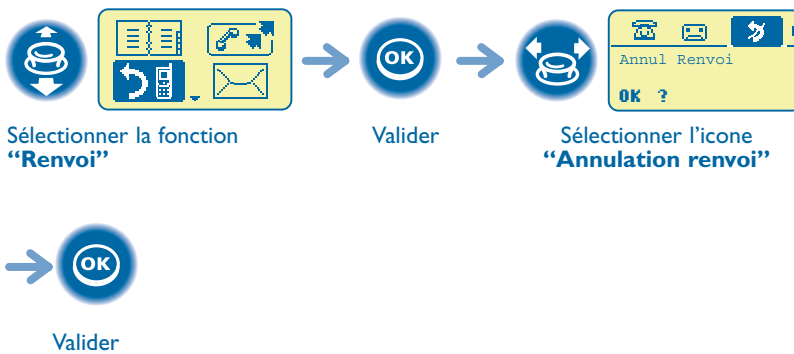 OK
Annul Renvoi
OK ?
Sélectionner la fonction
“Renvoi”
Valider
Sélectionner l’icone
“Annulation renvoi”
OK
Valider